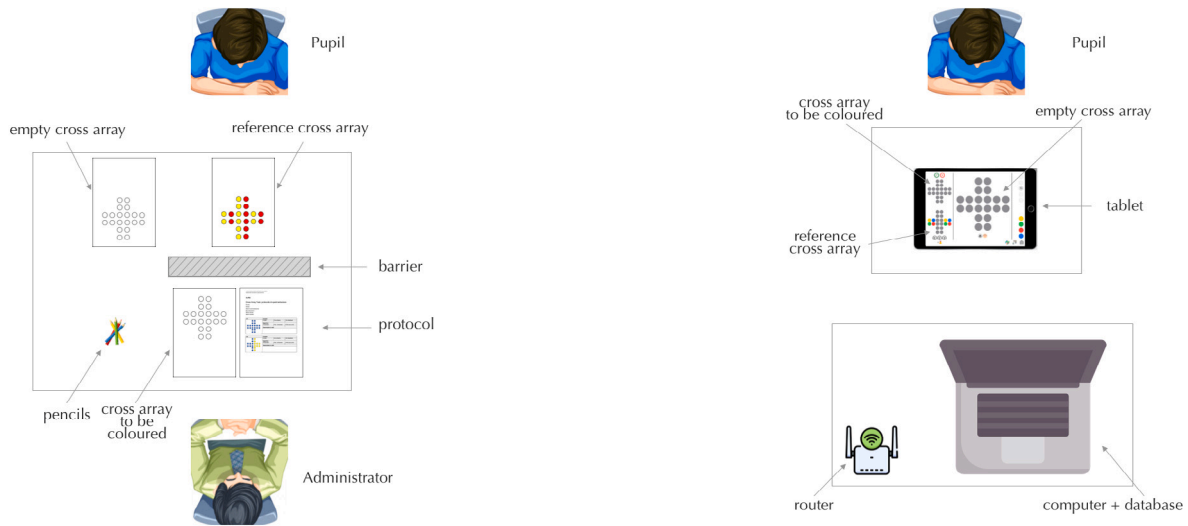 Pupil
empty cross array
reference cross array
barrier
protocol
pencils
cross array
to be
coloured
Administrator
Pupil
cross array
to be coloured
empty cross array
tablet
reference
cross array
router
computer + database